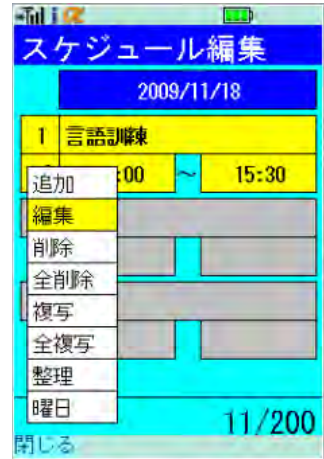 スケジュール編集
2009/11/18
1 言語訓練
:00 ~ 15:30
追加
編集
削除
全削除
複写
全複写
整理
曜日
11/200
閉じる